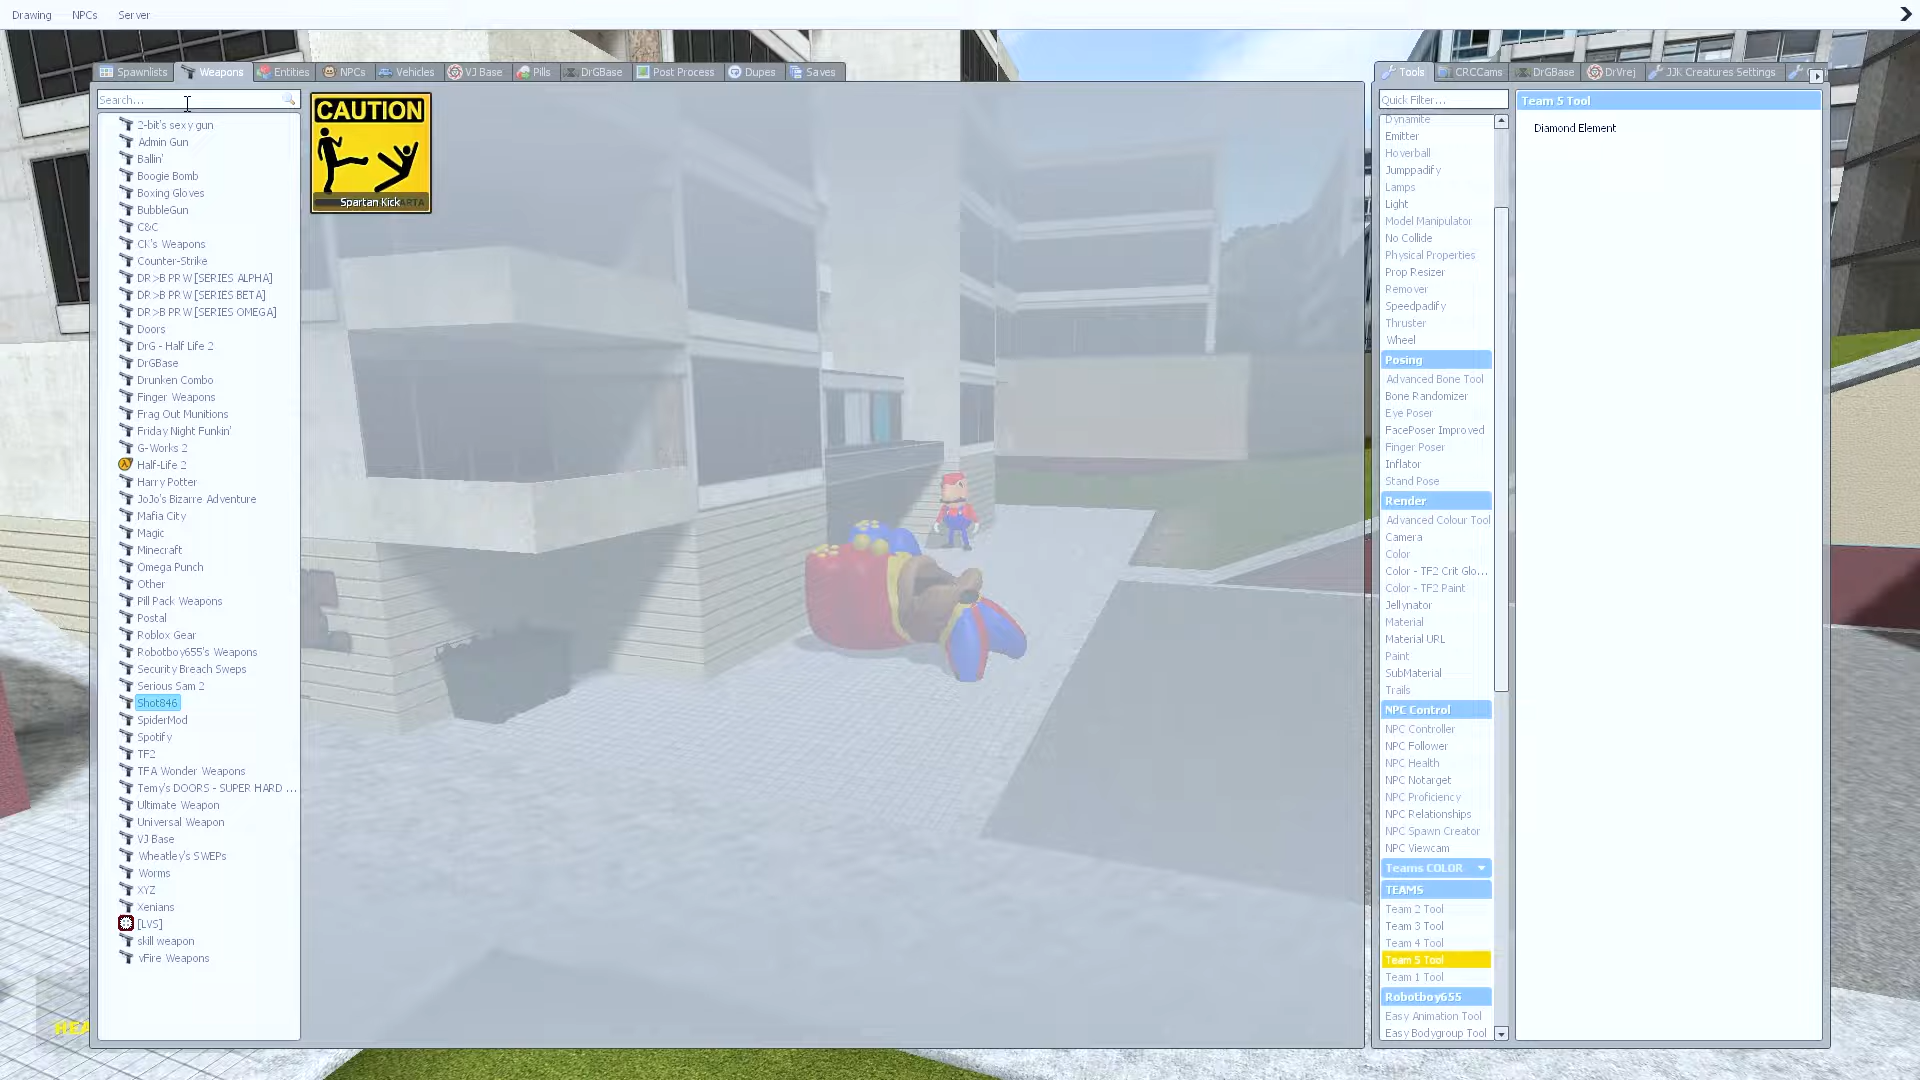 Drawing NPCs Server
Spawnlists Weapons Entities NPCs Vehicles VJ Base Pills DrGBase Post Process Dupes Saves
Search...
2-bit's sexy gun
Admin Gun
Ballin'
Boogie Bomb
Boxing Gloves
BubbleGun
C&C
CK's Weapons
Counter-Strike
DR>B PR W [SERIES ALPHA]
DR>B PR W [SERIES BETA]
DR>B PR W [SERIES OMEGA]
Doors
DrG - Half Life 2
DrGBase
Drunken Combo
Finger Weapons
Frag Out Munitions
Friday Night Funkin'
G-Works 2
Half-Life 2
Harry Potter
JoJo's Bizarre Adventure
Mafia City
Magic
Minecraft
Omega Punch
Other
Pill Pack Weapons
Postal
Roblox Gear
Robotboy655's Weapons
Security Breach Sweps
Serious Sam 2
Shot846
SpiderMod
Spotify
TF2
TFA Wonder Weapons
Temy's DOORS - SUPER HARD ...
Ultimate Weapon
Universal Weapon
VJ Base
Wheatley's SWEPs
Worms
XYZ
Xenians
[LVS]
skill weapon
vFire Weapons
CAUTION
Spartan Kick
Tools CRCCams DrGBase DrVrej JJK Creatures Settings
Quick Filter...
Dynamite
Emitter
Hoverball
Jumppadify
Lamps
Light
Model Manipulator
No Collide
Physical Properties
Prop Resizer
Remover
Speedpadify
Thruster
Wheel
Posing
Advanced Bone Tool
Bone Randomizer
Eye Poser
FacePoser Improved
Finger Poser
Inflator
Stand Pose
Render
Advanced Colour Tool
Camera
Color
Color - TF2 Crit Glo...
Color - TF2 Paint
Jellynator
Material
Material URL
Paint
SubMaterial
Trails
NPC Control
NPC Controller
NPC Follower
NPC Health
NPC Notarget
NPC Proficiency
NPC Relationships
NPC Spawn Creator
NPC Viewcam
Teams COLOR
TEAMS
Team 2 Tool
Team 3 Tool
Team 4 Tool
Team 5 Tool
Team 1 Tool
Robotboy655
Easy Animation Tool
Easy Bodygroup Tool
Team 5 Tool
Diamond Element